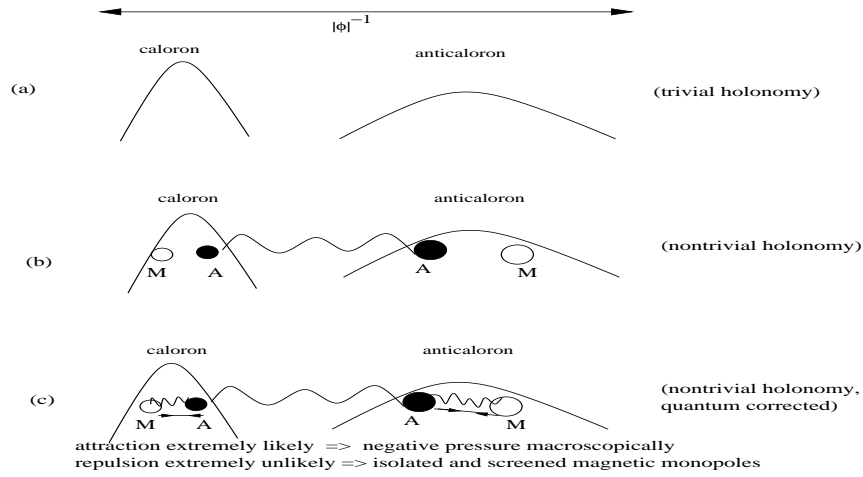 |ϕ|⁻¹
caloron
anticaloron
(a)
(trivial holonomy)
caloron
anticaloron
(b)
M
A
A
M
(nontrivial holonomy)
caloron
anticaloron
(c)
M
A
A
M
(nontrivial holonomy,
quantum corrected)
attraction extremely likely => negative pressure macroscopically
repulsion extremely unlikely => isolated and screened magnetic monopoles